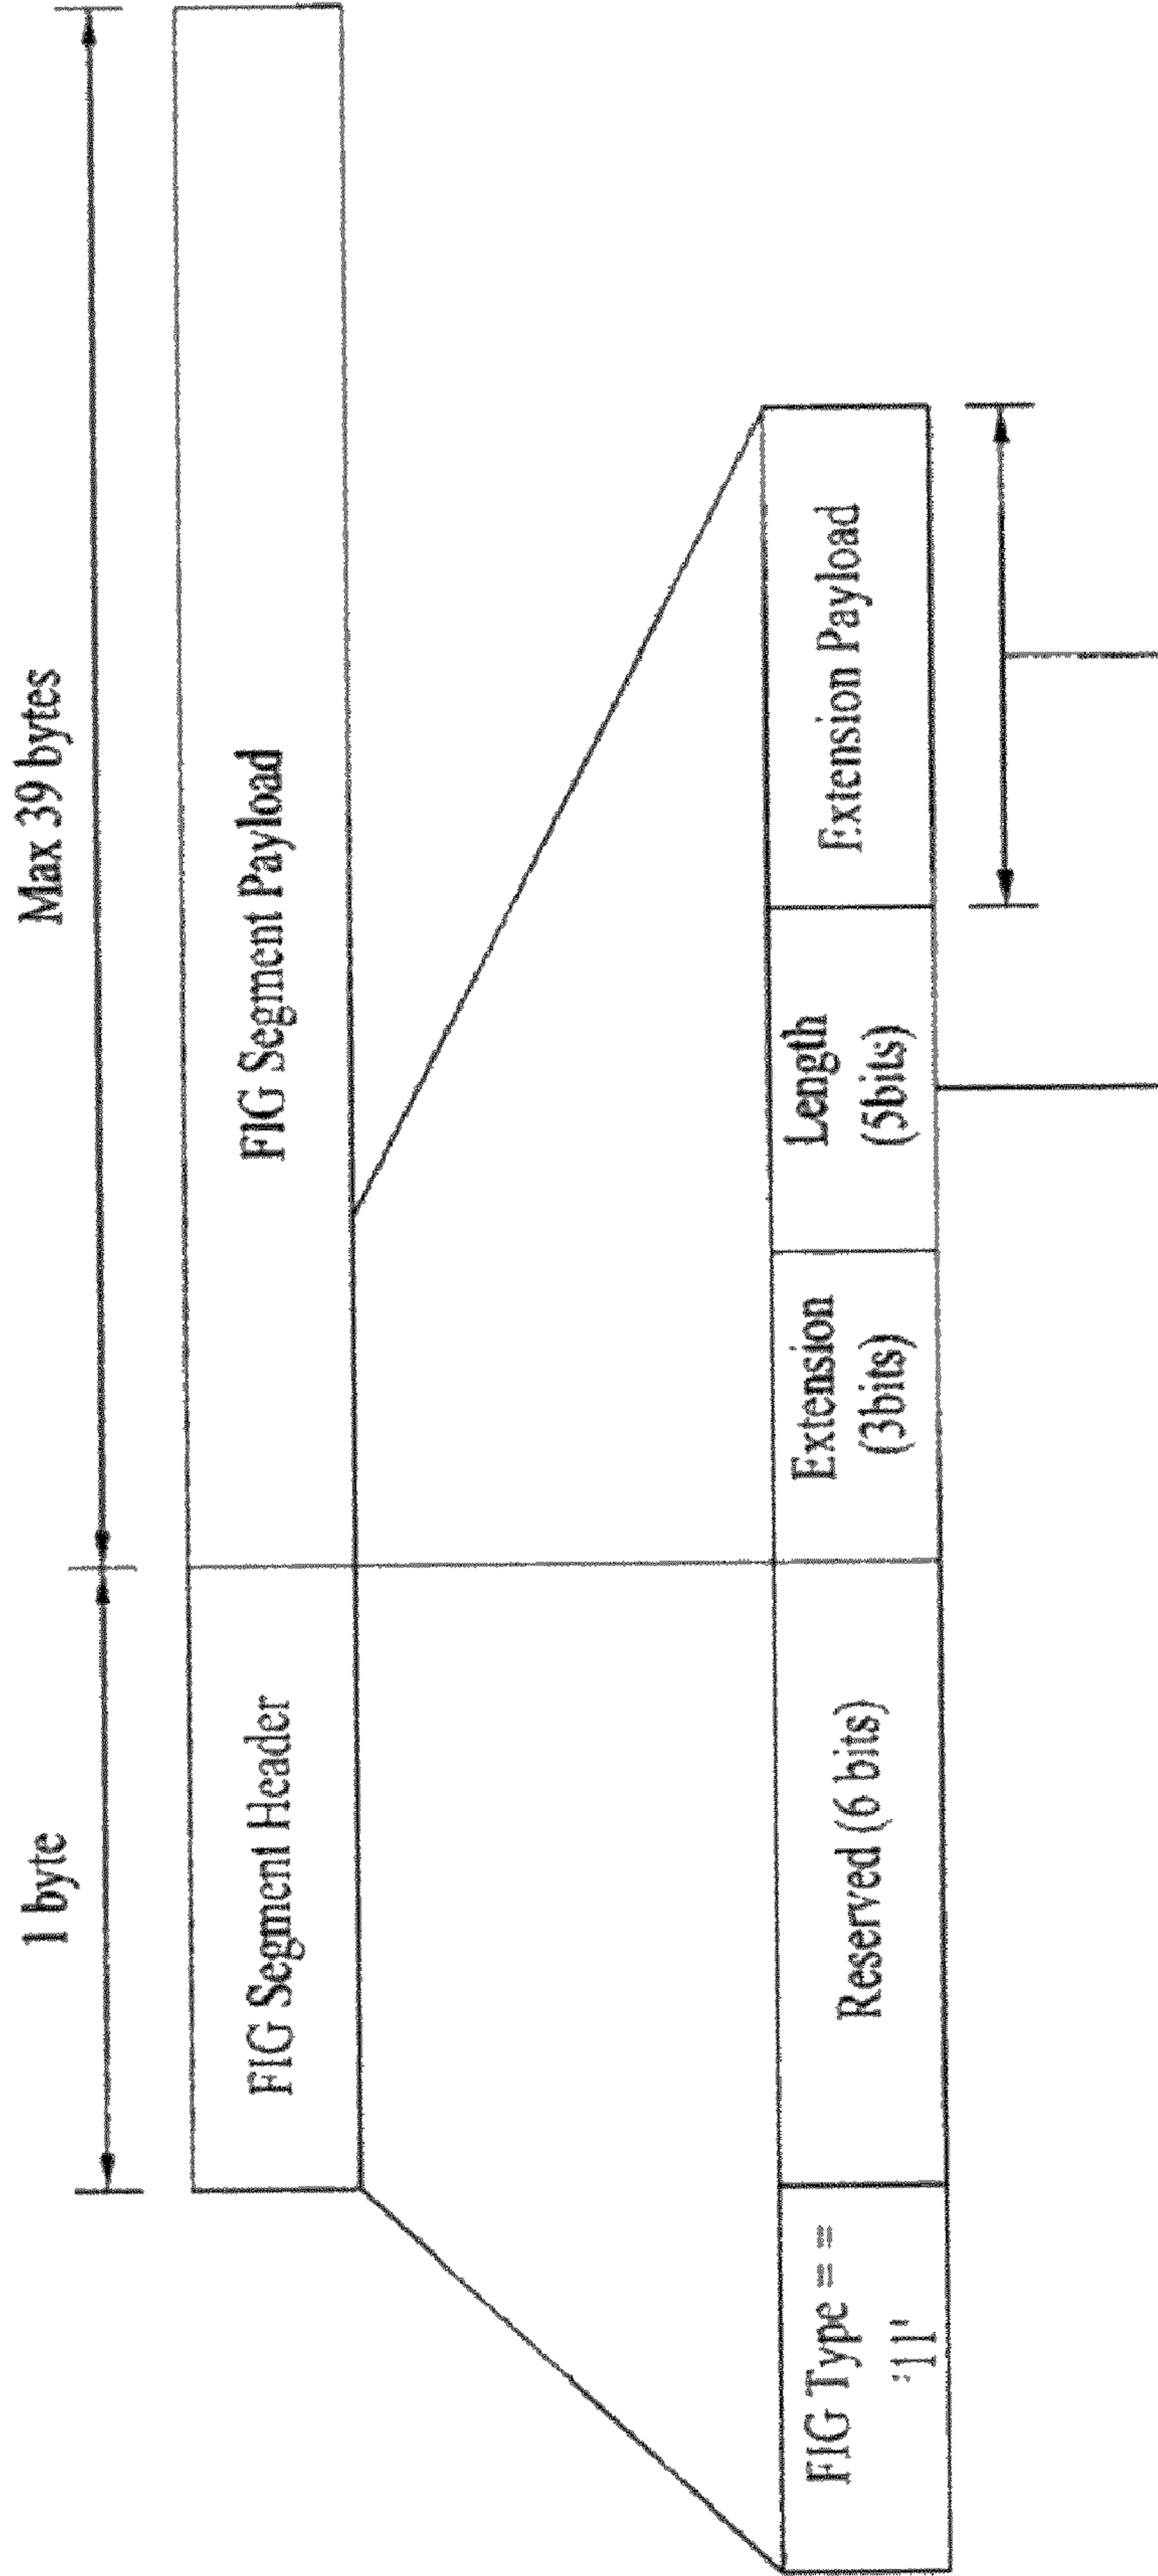 1 byte
Max 39 bytes
FIG Segment Header
FIG Segment Payload
FIG Type = =
'11'
Reserved (6 bits)
Extension
(3bits)
Length
(5bits)
Extension Payload